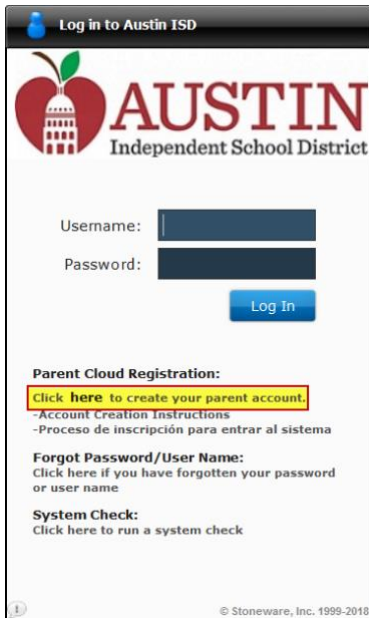 Log in to Austin ISD
AUSTIN
Independent School District
Username:
Password:
Log In
Parent Cloud Registration:
Click here to create your parent account.
-Account Creation Instructions
-Proceso de inscripción para entrar al sistema
Forgot Password/User Name:
Click here if you have forgotten your password
or user name
System Check:
Click here to run a system check
© Stoneware, Inc. 1999-2018